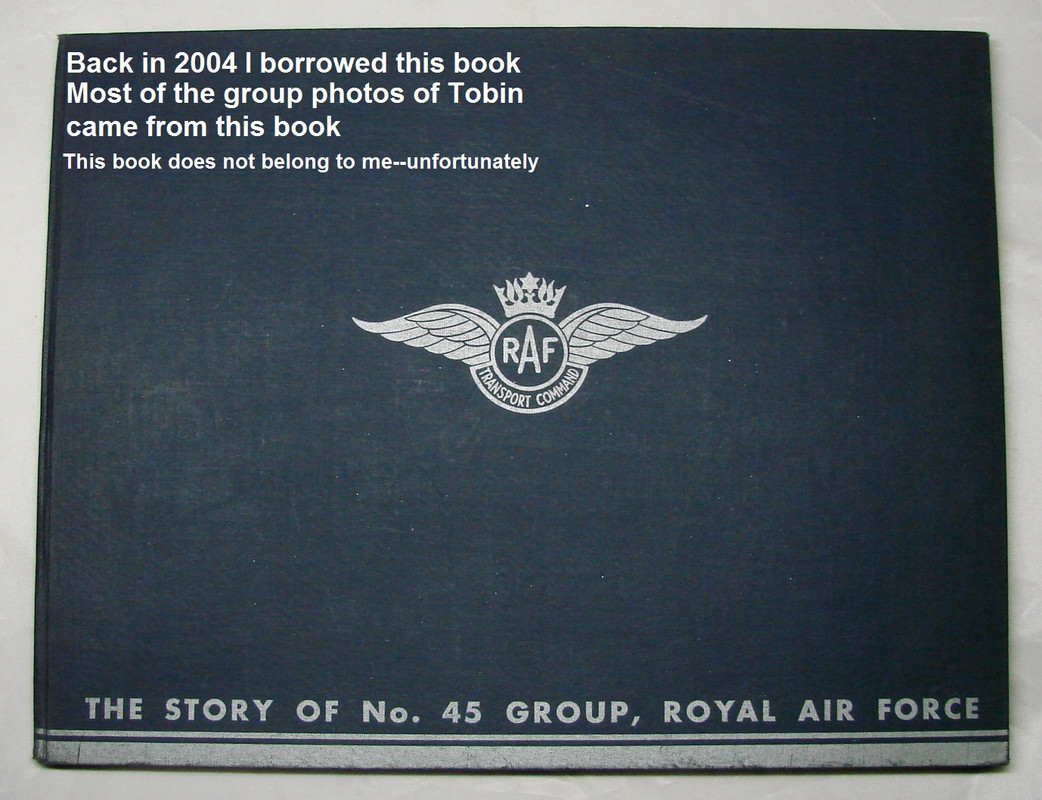 Back in 2004 I borrowed this book
Most of the group photos of Tobin
came from this book
This book does not belong to me--unfortunately
RAF
TRANSPORT COMMAND
THE STORY OF No. 45 GROUP, ROYAL AIR FORCE